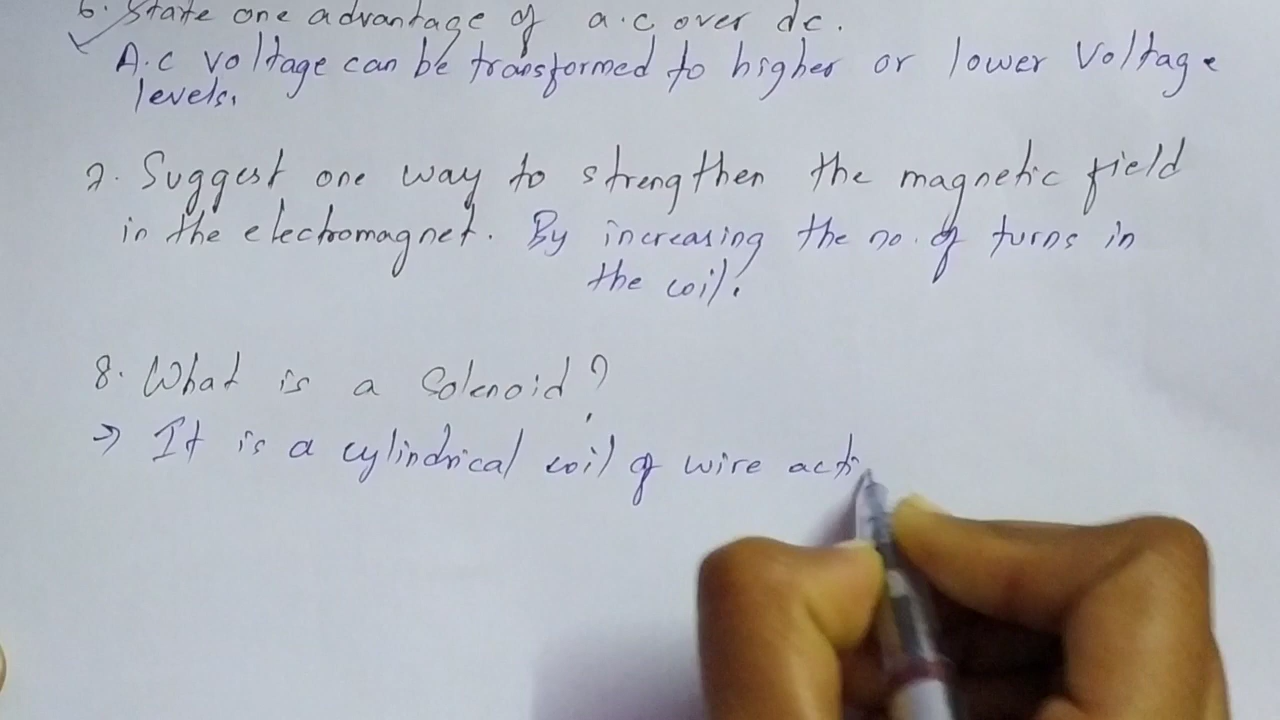 6. State one advantage of a.c over dc.
A.c voltage can be transformed to higher or lower voltage
levels.
7. Suggest one way to strengthen the magnetic field
in the electromagnet. By increasing the no. of turns in
the coil.
8. What is a Solenoid?
⇒ It is a cylindrical coil of wire acti